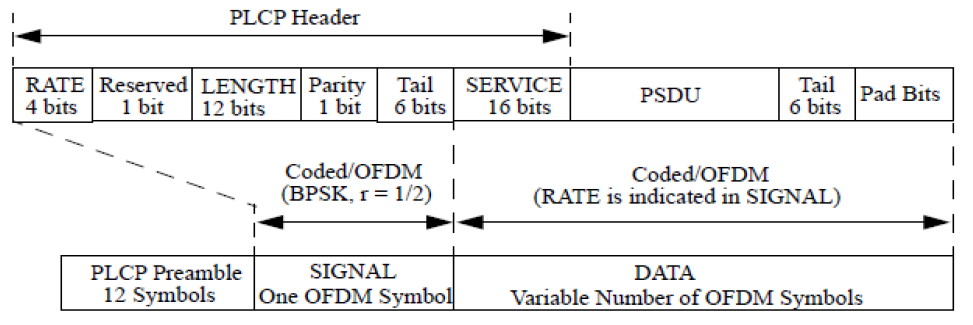 PLCP Header
RATE Reserved LENGTH Parity Tail SERVICE PSDU Tail Pad Bits
4 bits 1 bit 12 bits 1 bit 6 bits 16 bits 6 bits
Coded/OFDM
(BPSK, r = 1/2)
Coded/OFDM
(RATE is indicated in SIGNAL)
PLCP Preamble SIGNAL DATA
12 Symbols One OFDM Symbol Variable Number of OFDM Symbols